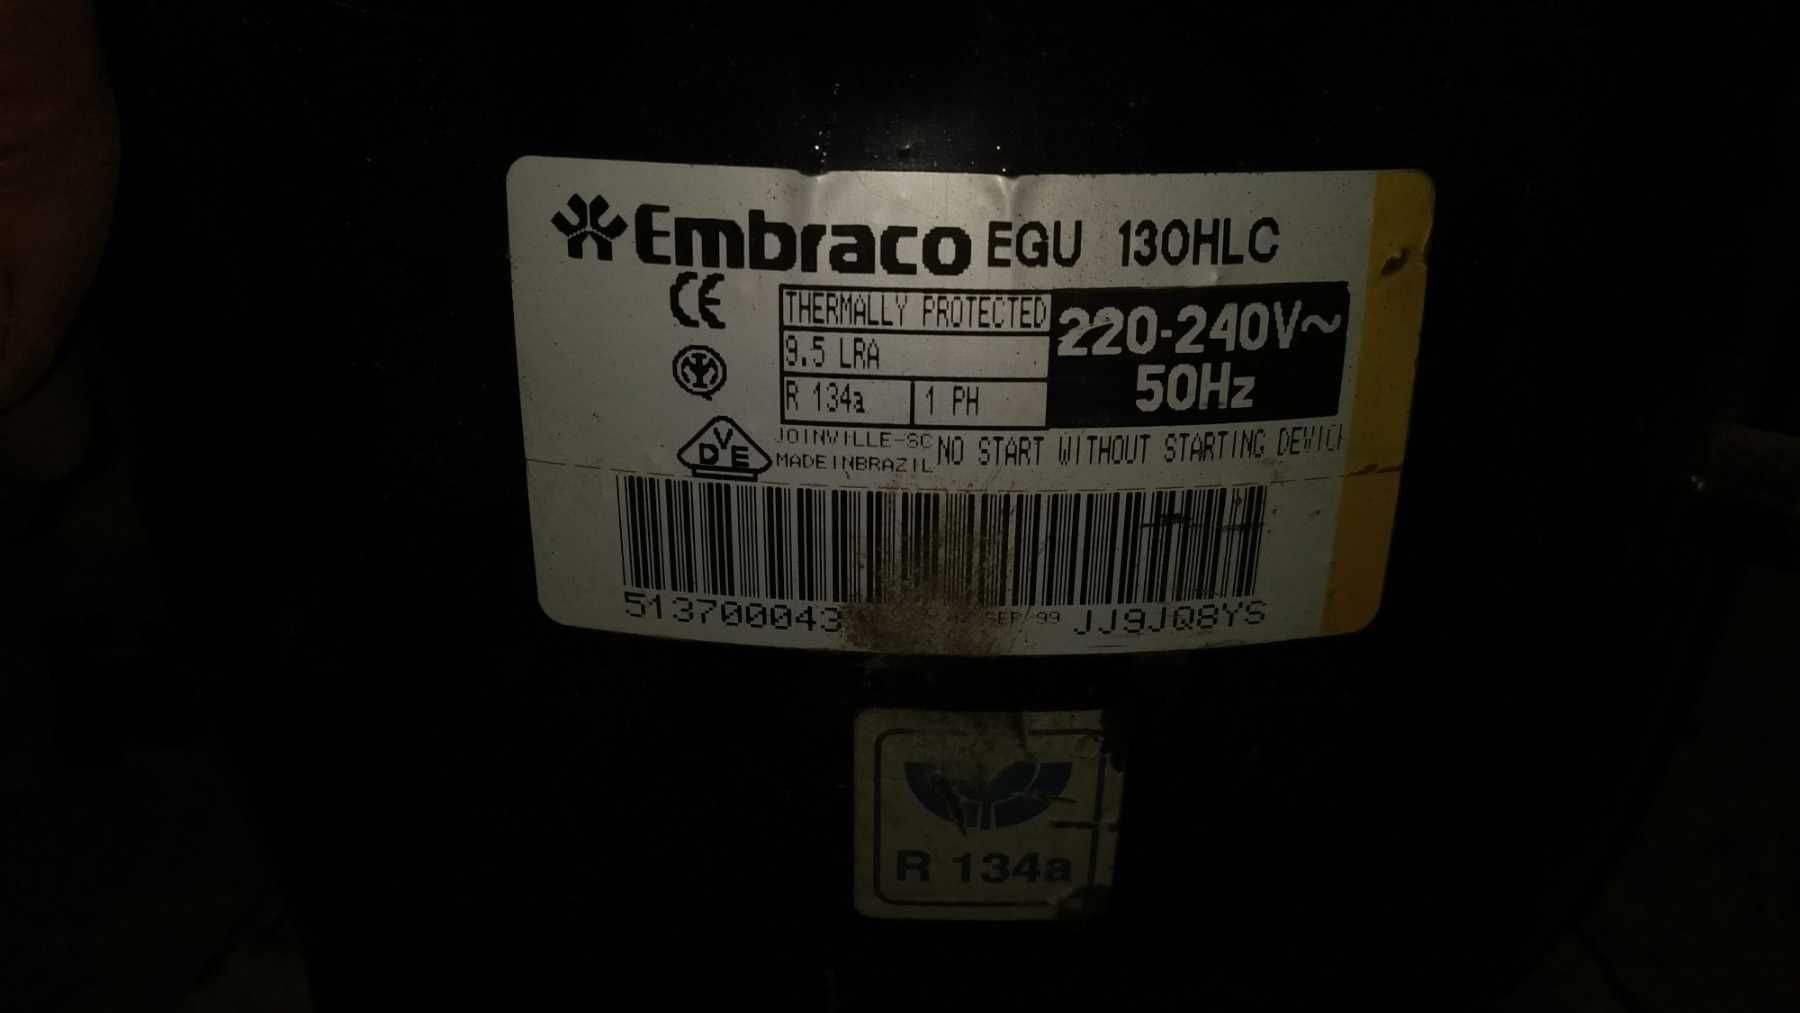 Embraco EGU 130HLC
CE
THERMALLY PROTECTED
9.5 LRA
R 134a 1 PH
220-240V~
50Hz
VDE
JOINVILLE-SC
MADEINBRAZIL
NO START WITHOUT STARTING DEVIC
513700043
SEP/99 JJ9JQ8YS
R 134a